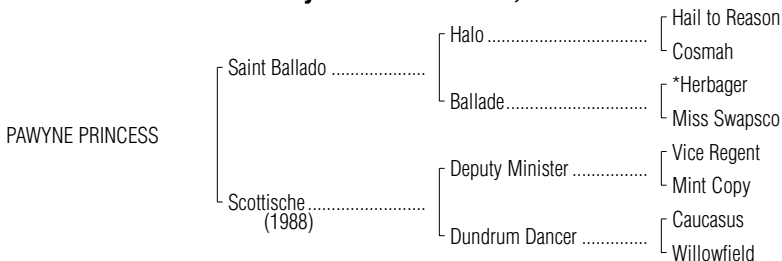 Hail to Reason
Halo ........................................
Cosmah
Saint Ballado .......................
*Herbager
Ballade....................................
Miss Swapsco
PAWYNE PRINCESS
Vice Regent
Deputy Minister ...................
Mint Copy
Scottische.............................
(1988)
Caucasus
Dundrum Dancer ................
Willowfield